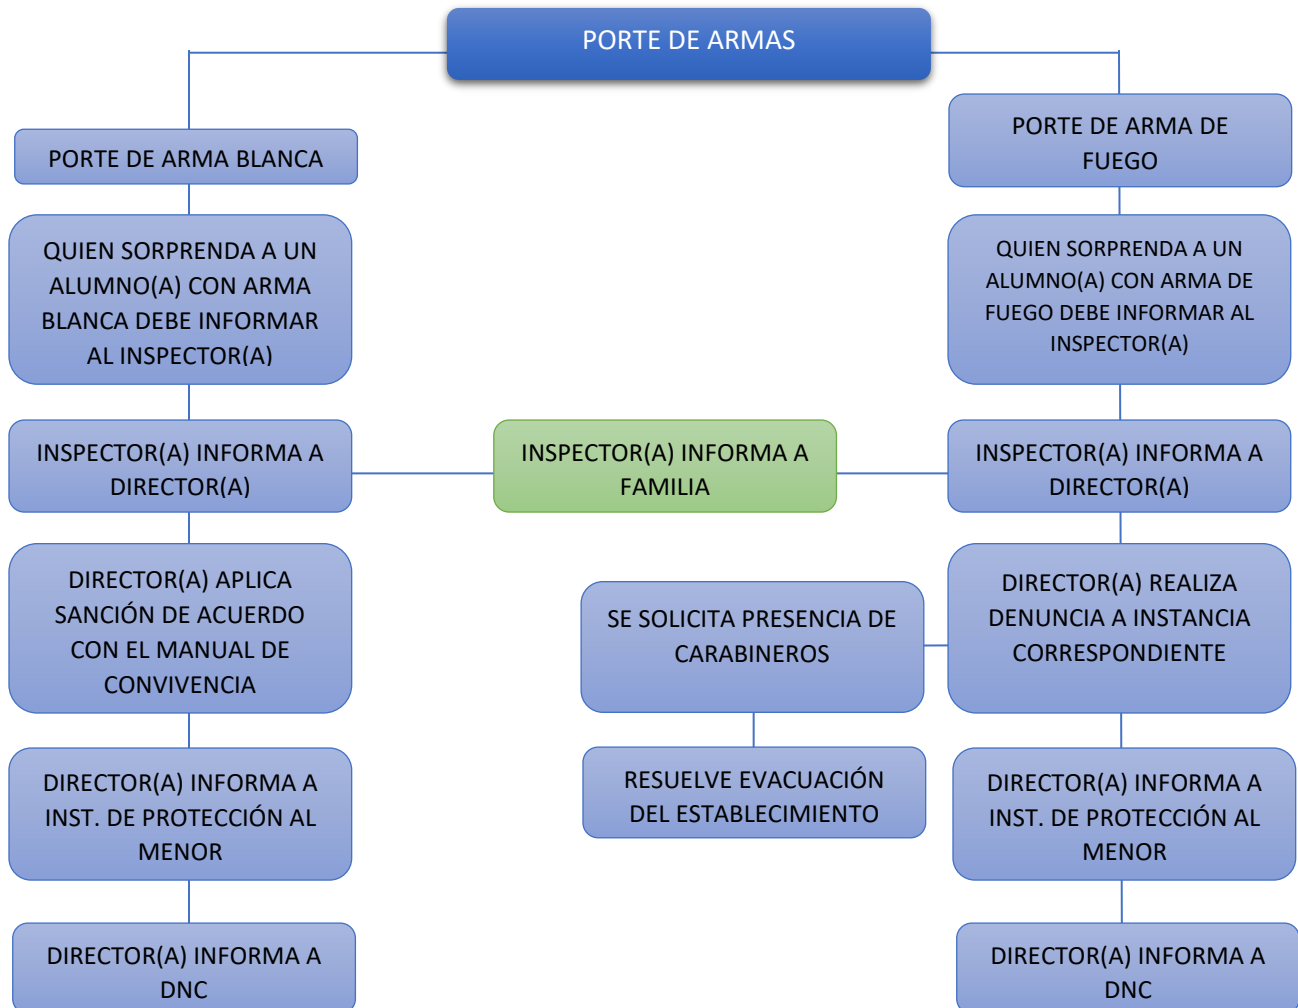 PORTE DE ARMAS
PORTE DE ARMA BLANCA
QUIEN SORPRENDA A UN
ALUMNO(A) CON ARMA
BLANCA DEBE INFORMAR
AL INSPECTOR(A)
INSPECTOR(A) INFORMA A
DIRECTOR(A)
DIRECTOR(A) APLICA
SANCIÓN DE ACUERDO
CON EL MANUAL DE
CONVIVENCIA
DIRECTOR(A) INFORMA A
INST. DE PROTECCIÓN AL
MENOR
DIRECTOR(A) INFORMA A
DNC
INSPECTOR(A) INFORMA A
FAMILIA
PORTE DE ARMA DE
FUEGO
QUIEN SORPRENDA A UN
ALUMNO(A) CON ARMA DE
FUEGO DEBE INFORMAR AL
INSPECTOR(A)
INSPECTOR(A) INFORMA A
DIRECTOR(A)
DIRECTOR(A) REALIZA
DENUNCIA A INSTANCIA
CORRESPONDIENTE
SE SOLICITA PRESENCIA DE
CARABINEROS
RESUELVE EVACUACIÓN
DEL ESTABLECIMIENTO
DIRECTOR(A) INFORMA A
INST. DE PROTECCIÓN AL
MENOR
DIRECTOR(A) INFORMA A
DNC